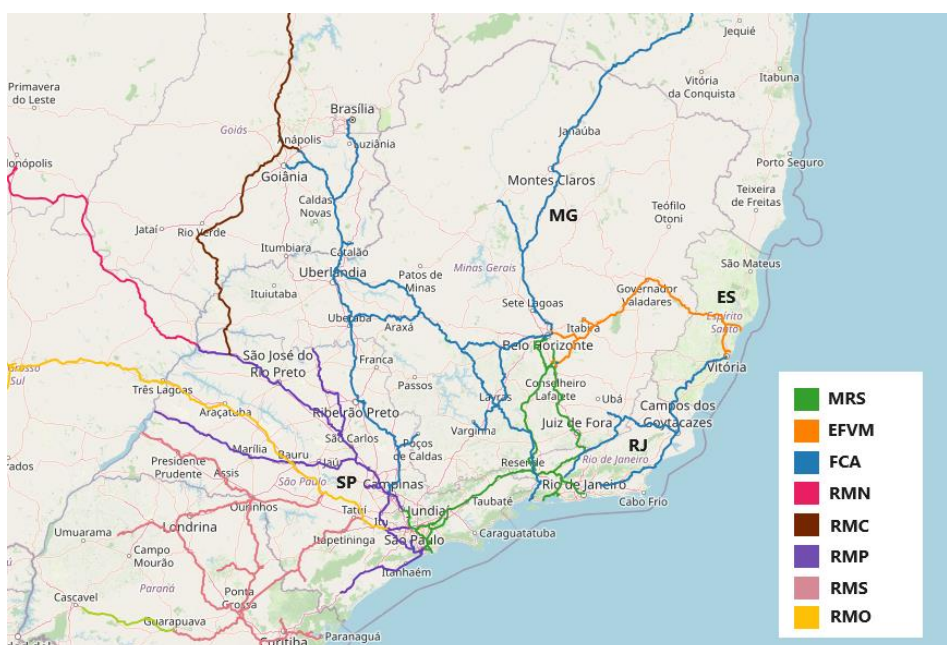 Jequié
Primavera
do Leste
Vitória
da Conquista
Itabuna
Brasília
Goiás
Anápolis
Luziânia
Janaúba
Goiânia
Porto Seguro
Montes Claros
Caldas
Novas
MG
Teófilo
Otoni
Teixeira
de Freitas
Jataí
Rio Verde
Itumbiara
Catalão
Uberlândia
Patos de
Minas
Minas Gerais
São Mateus
Ituiutaba
Sete Lagoas
Governador
Valadares
ES
Espírito
Santo
Uberaba
Araxá
Itabira
Belo Horizonte
São José do
Rio Preto
Franca
Passos
Conselheiro
Lafaiete
Vitória
Três Lagoas
Araçatuba
Ribeirão Preto
Lavras
Ubá
Campos dos
Goytacazes
Varginha
Juiz de Fora
São Carlos
Poços
de Caldas
Marília
Bauru
Jaú
RJ
Rio de Janeiro
Presidente
Prudente
Assis
São Paulo
SP
Campinas
Resende
Rio de Janeiro
Cabo Frio
Ourinhos
Tatuí
Itu
Jundiaí
Taubaté
Londrina
Itapetininga
São Paulo
Caraguatatuba
Umuarama
Campo
Mourão
Itanhaém
Cascavel
Paraná
Ponta
Grossa
Guarapuava
Curitiba
Paranaguá
MRS
EFVM
FCA
RMN
RMC
RMP
RMS
RMO